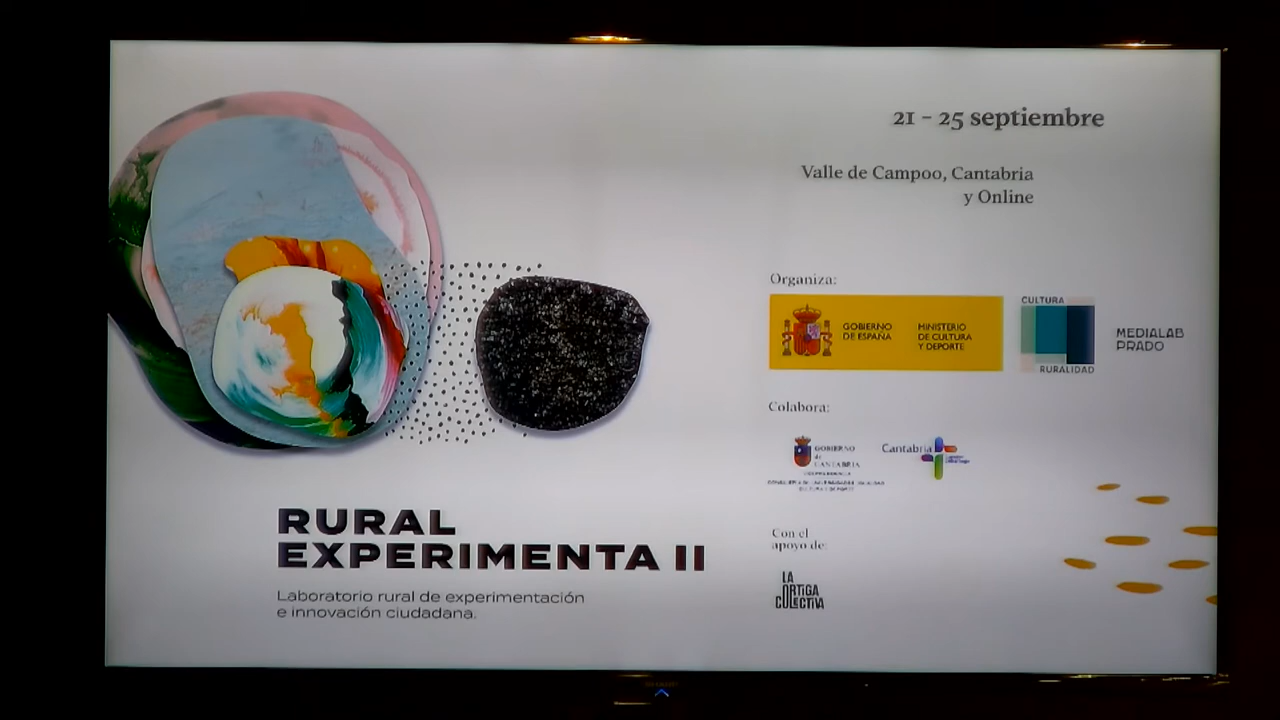 21 – 25 septiembre
Valle de Campoo, Cantabria
y Online
Organiza:
GOBIERNO
DE ESPAÑA
MINISTERIO
DE CULTURA
Y DEPORTE
CULTURA
RURALIDAD
MEDIALAB
PRADO
Colabora:
GOBIERNO
de
CANTABRIA
Cantabria
Con el
apoyo de:
LA
ORTIGA
COLECTIVA
RURAL
EXPERIMENTA II
Laboratorio rural de experimentación
e innovación ciudadana.